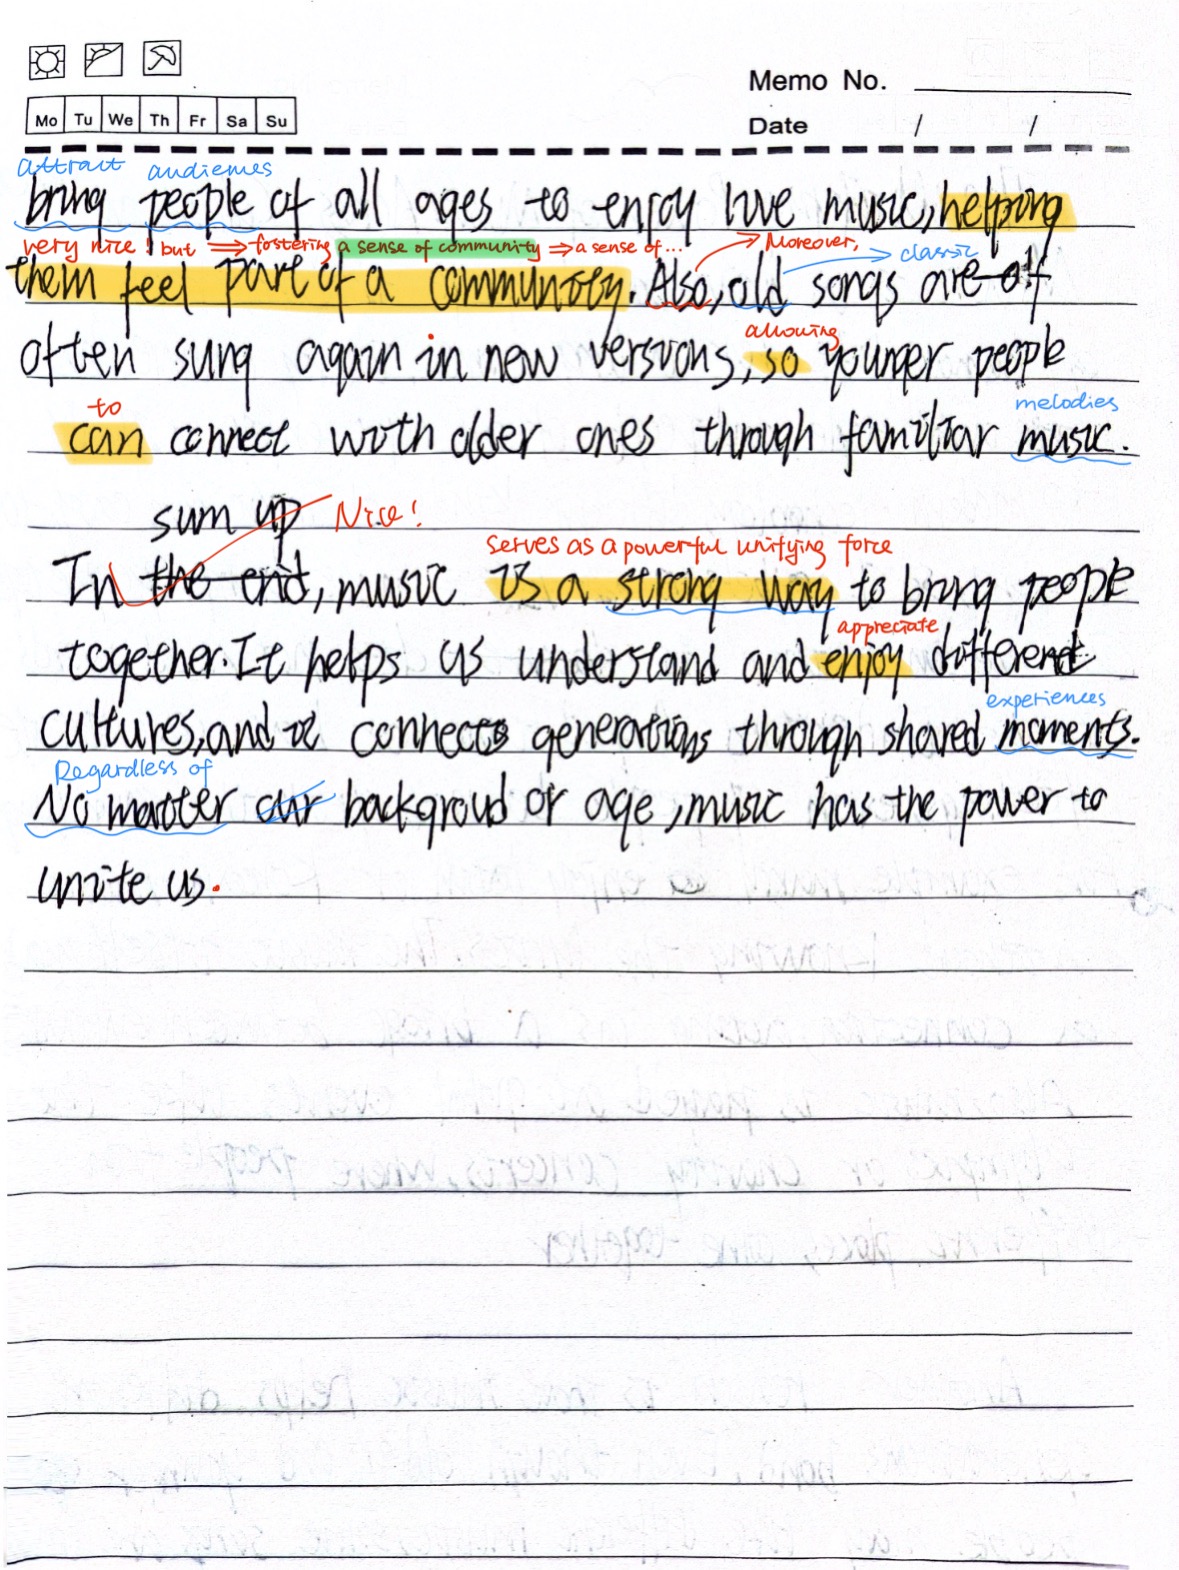 Memo No.
Mo Tu We Th Fr Sa Su
Date / /
attract audiences
bring people of all ages to enjoy live music, helping
very nice! but ⇒ fostering a sense of community ⇒ a sense of... Moreover, classic
them feel part of a community. Also, old songs are of
allowing
often sung again in new versions, so younger people
to melodies
can connect with older ones through familiar music.
sum up Nice!
serves as a powerful unifying force
In the end, music is a strong way to bring people
appreciate
together. It helps us understand and enjoy different
experiences
cultures, and it connects generations through shared moments.
Regardless of
No matter our backgroud or age, music has the power to
unite us.